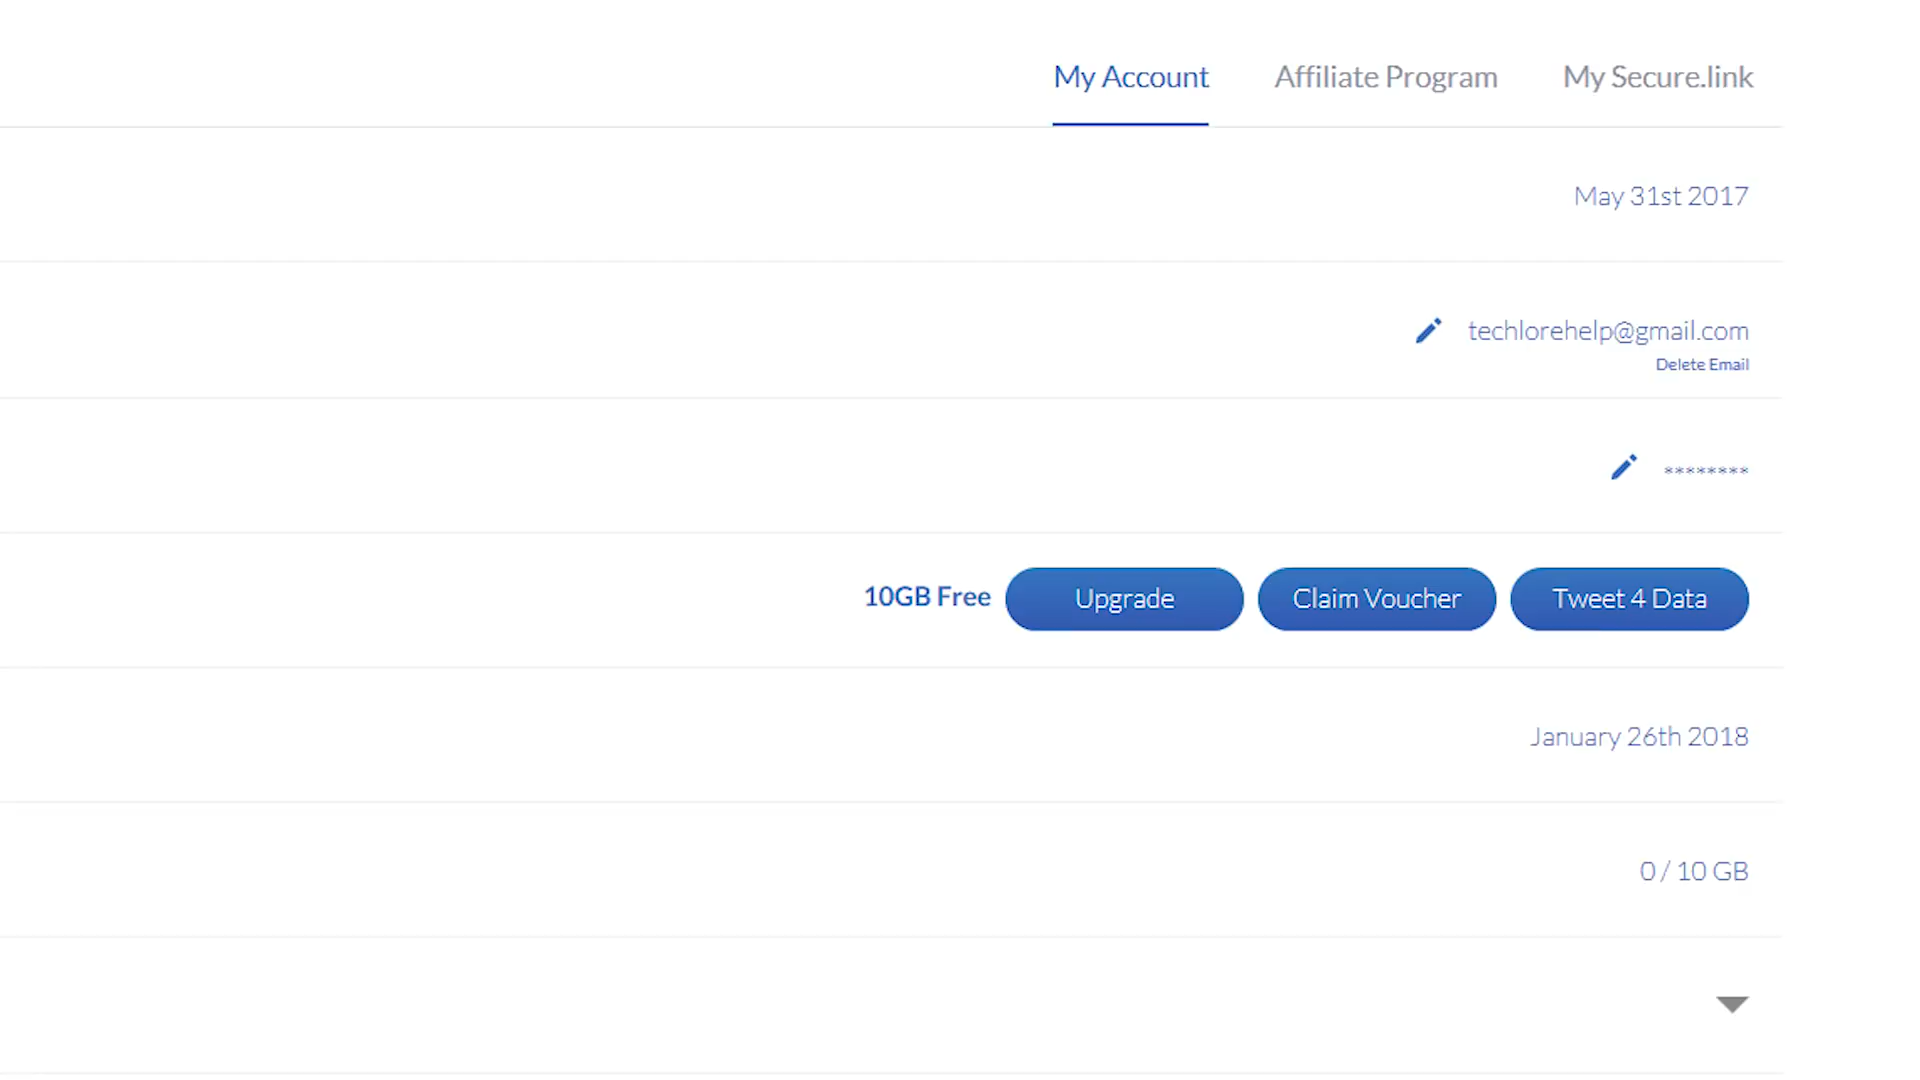 My Account Affiliate Program My Secure.link
May 31st 2017
techlorehelp@gmail.com
Delete Email
********
10GB Free Upgrade Claim Voucher Tweet 4 Data
January 26th 2018
0 / 10 GB